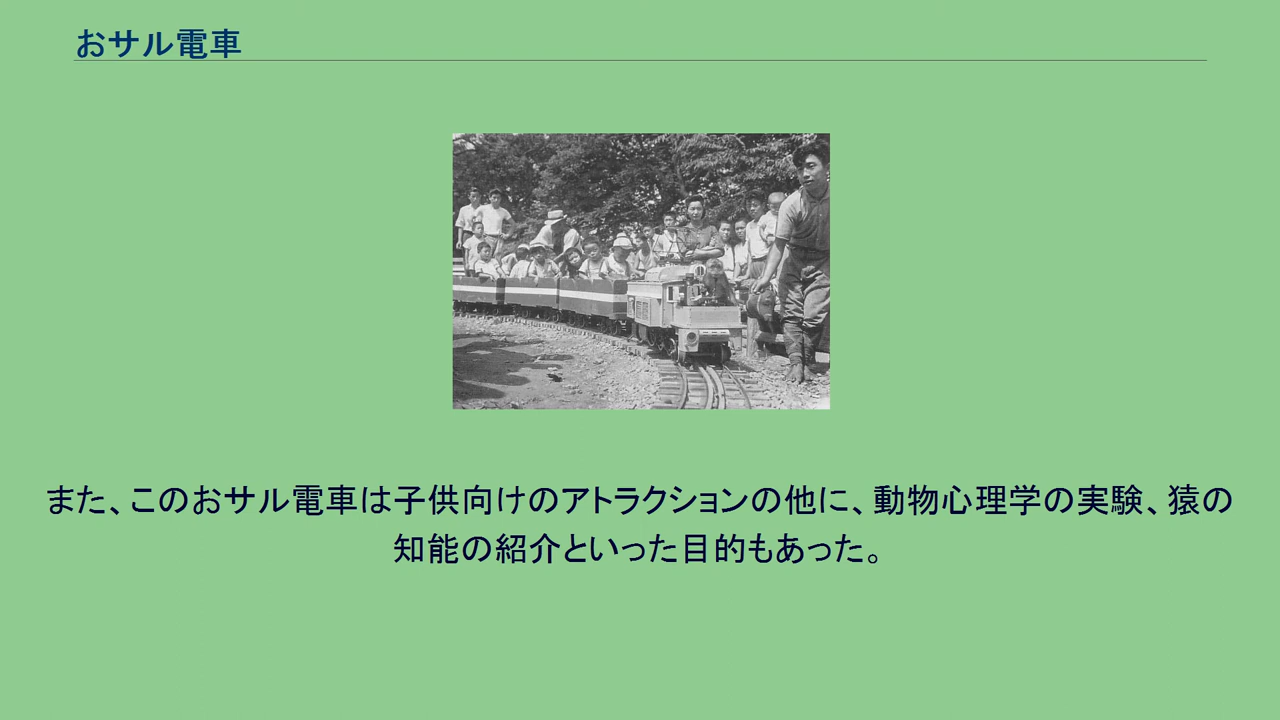 おサル電車
また、このおサル電車は子供向けのアトラクションの他に、動物心理学の実験、猿の
知能の紹介といった目的もあった。